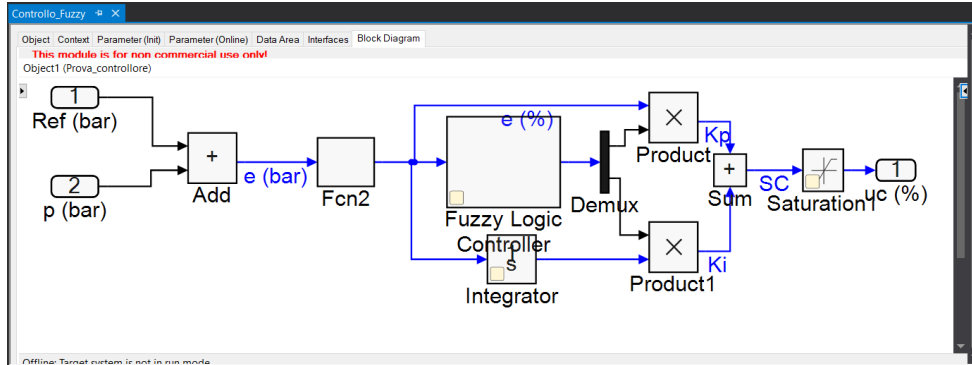 Controllo_Fuzzy
Object Context Parameter (Init) Parameter (Online) Data Area Interfaces Block Diagram
This module is for non commercial use only!
Object1 (Prova_controllore)
1
Ref (bar)
2
p (bar)
+
Add
e (bar)
Fcn2
e (%)
Fuzzy Logic
Controller
1
s
Integrator
Demux
×
Product
Kp
×
Product1
Ki
+
Sum
SC
Saturation1
1
uc (%)
Offline: Target system is not in run mode